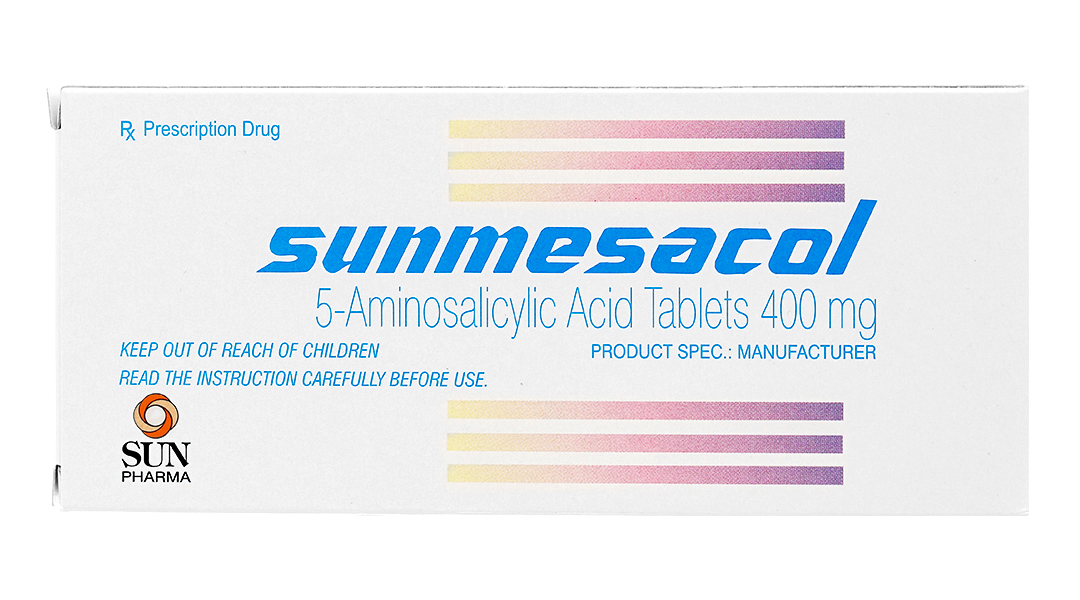 Rx Prescription Drug
sunmesacol
5-Aminosalicylic Acid Tablets 400 mg
PRODUCT SPEC.: MANUFACTURER
KEEP OUT OF REACH OF CHILDREN
READ THE INSTRUCTION CAREFULLY BEFORE USE.
SUN
PHARMA